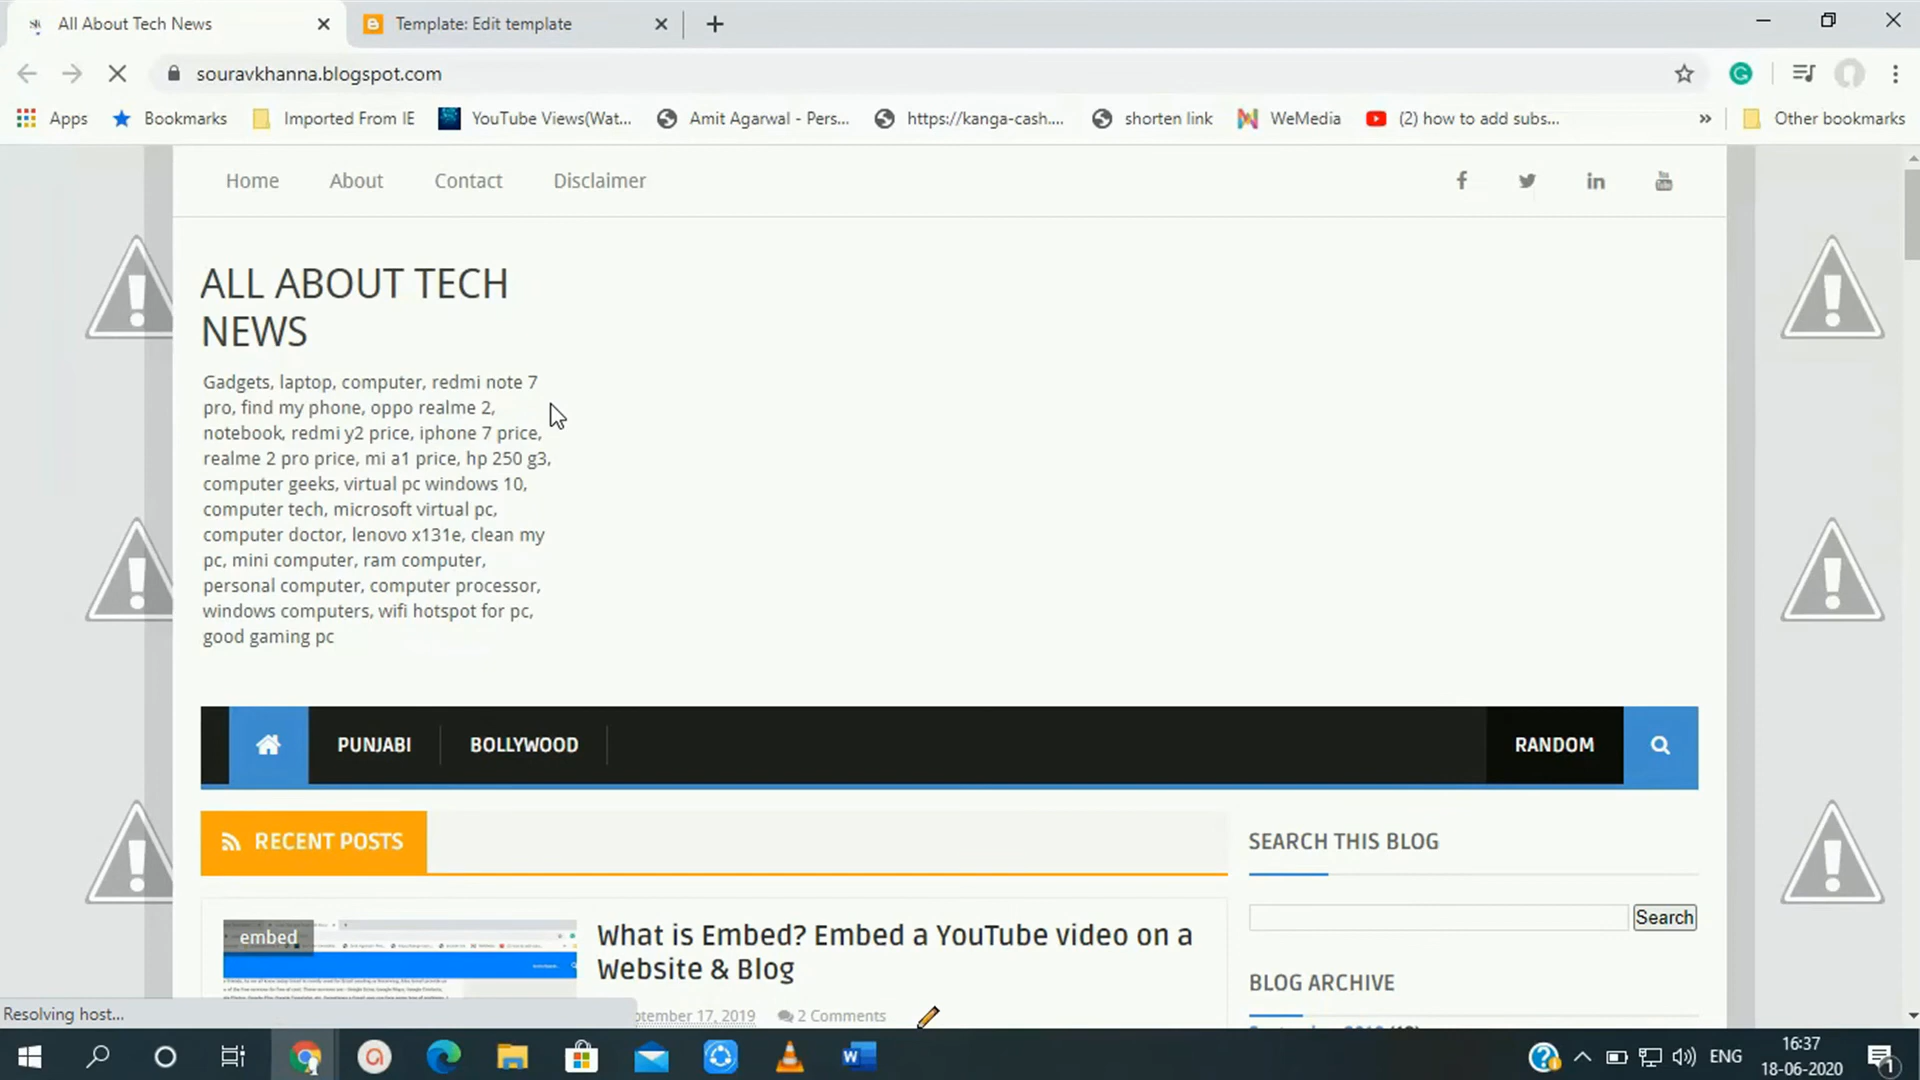 All About Tech News
Template: Edit template
souravkhanna.blogspot.com
Apps
Bookmarks
Imported From IE
YouTube Views(Wat...
Amit Agarwal - Pers...
https://kanga-cash....
shorten link
WeMedia
(2) how to add subs...
»
Other bookmarks
Home
About
Contact
Disclaimer
ALL ABOUT TECH
NEWS
Gadgets, laptop, computer, redmi note 7
pro, find my phone, oppo realme 2,
notebook, redmi y2 price, iphone 7 price,
realme 2 pro price, mi a1 price, hp 250 g3,
computer geeks, virtual pc windows 10,
computer tech, microsoft virtual pc,
computer doctor, lenovo x131e, clean my
pc, mini computer, ram computer,
personal computer, computer processor,
windows computers, wifi hotspot for pc,
good gaming pc
PUNJABI
BOLLYWOOD
RANDOM
RECENT POSTS
SEARCH THIS BLOG
Search
embed
What is Embed? Embed a YouTube video on a
Website & Blog
ptember 17, 2019
2 Comments
BLOG ARCHIVE
Resolving host...
ENG
16:37
18-06-2020
1